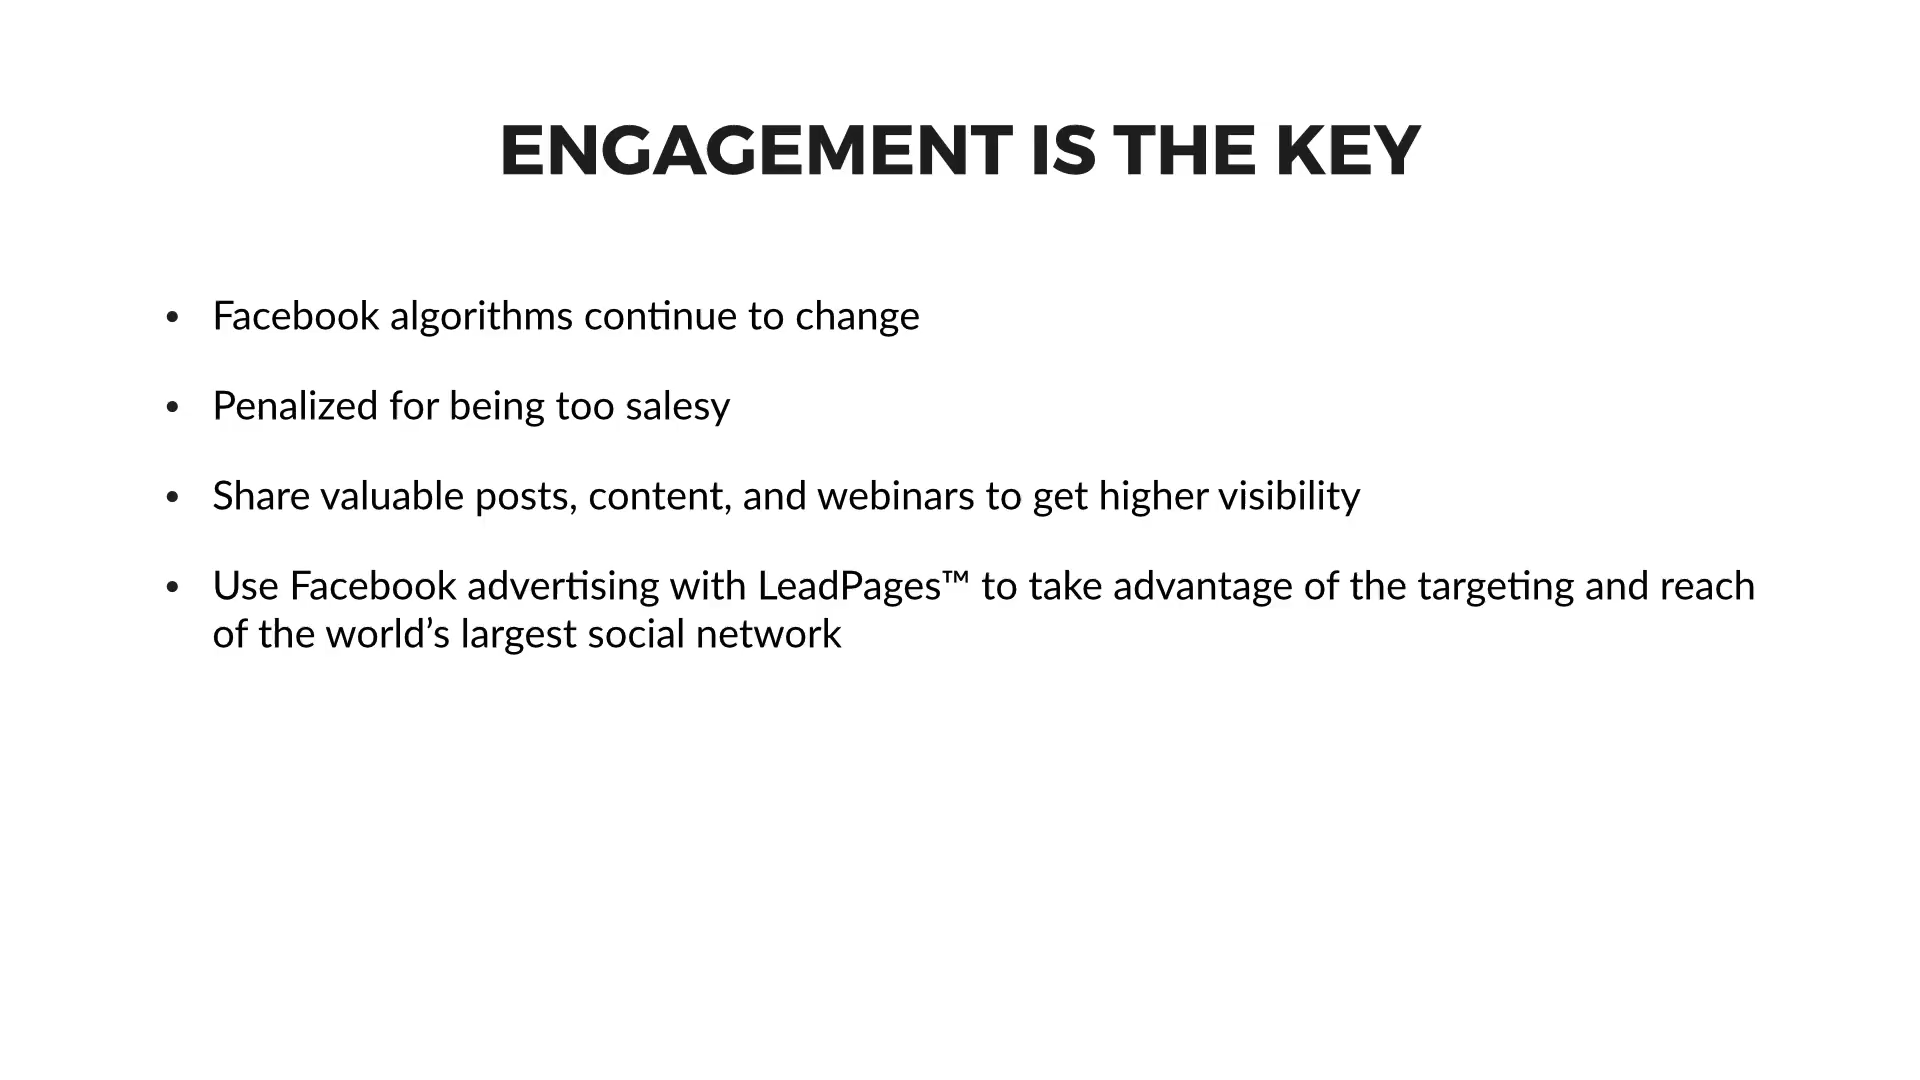 ENGAGEMENT IS THE KEY
• Facebook algorithms continue to change
• Penalized for being too salesy
• Share valuable posts, content, and webinars to get higher visibility
• Use Facebook advertising with LeadPages™ to take advantage of the targeting and reach
of the world’s largest social network